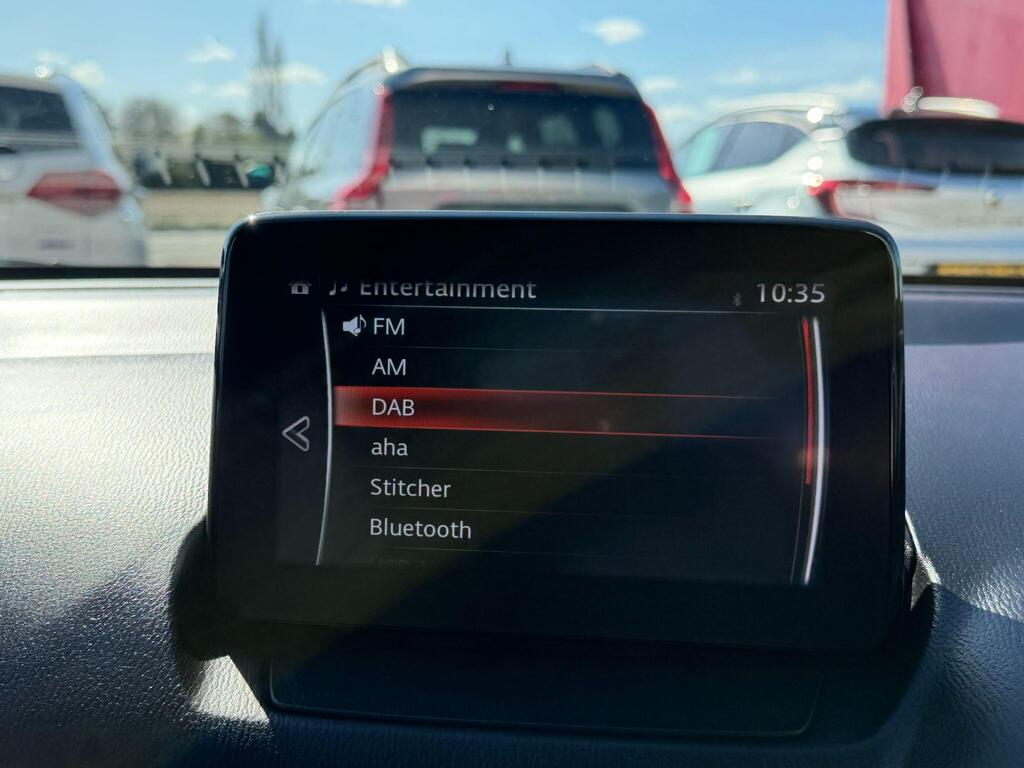 Entertainment
10:35
FM
AM
DAB
aha
Stitcher
Bluetooth